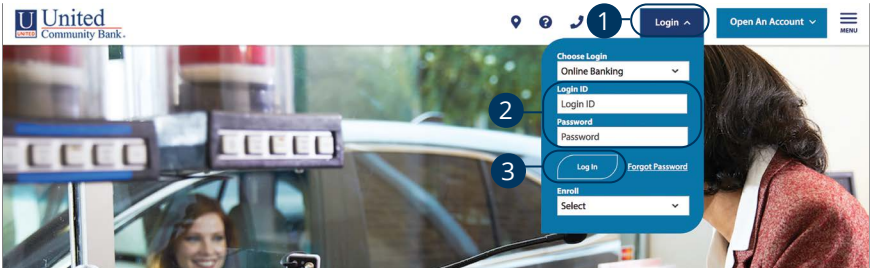 United
Community Bank.
U
UNITED
1
Login
Open An Account
MENU
Choose Login
Online Banking
2
Login ID
Login ID
Password
Password
3
Log In
Forgot Password
Enroll
Select